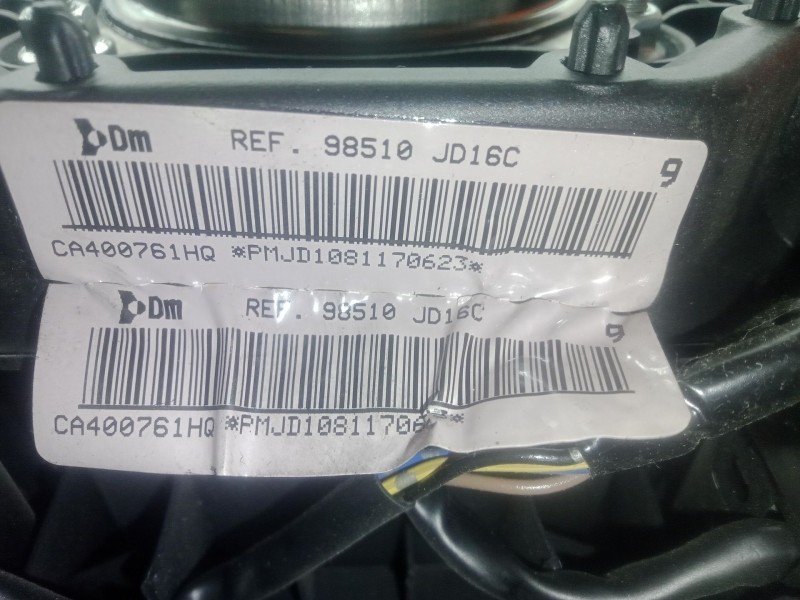 Dm REF. 98510 JD16C
9
CA400761HQ *PMJD1081170623*
Dm REF. 98510 JD16C
9
CA400761HQ